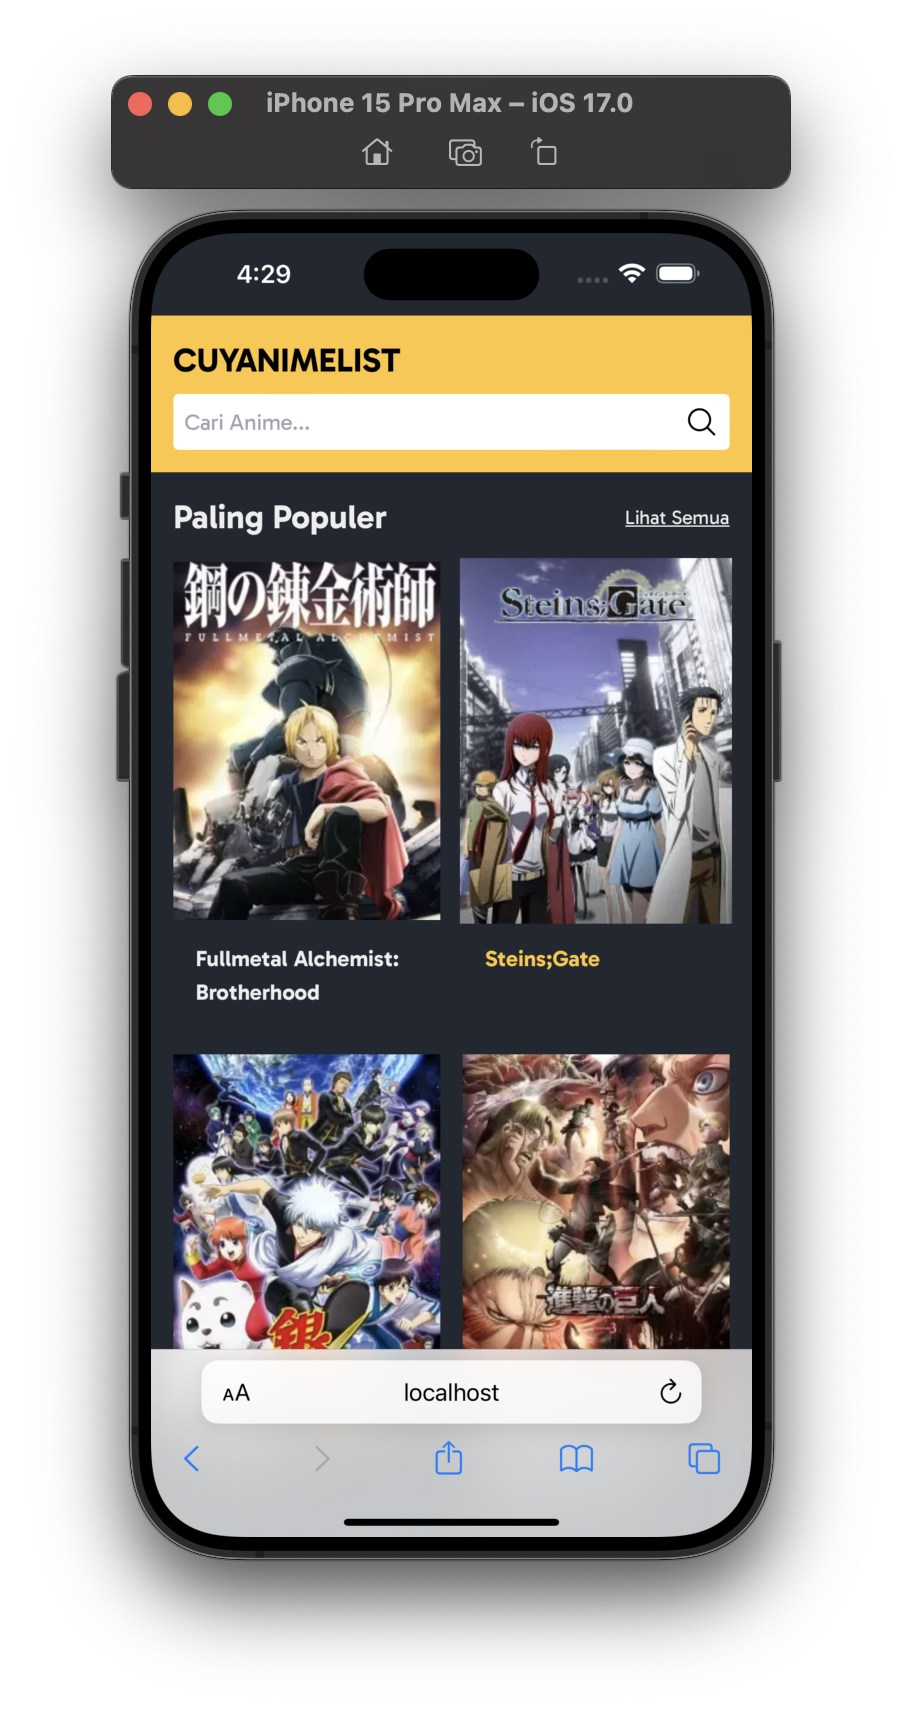 iPhone 15 Pro Max – iOS 17.0
4:29
CUYANIMELIST
Cari Anime...
Paling Populer
Lihat Semua
鋼の錬金術師
FULLMETAL ALCHEMIST
Steins;Gate
Fullmetal Alchemist:
Brotherhood
Steins;Gate
銀
進撃の巨人
3
AA
localhost